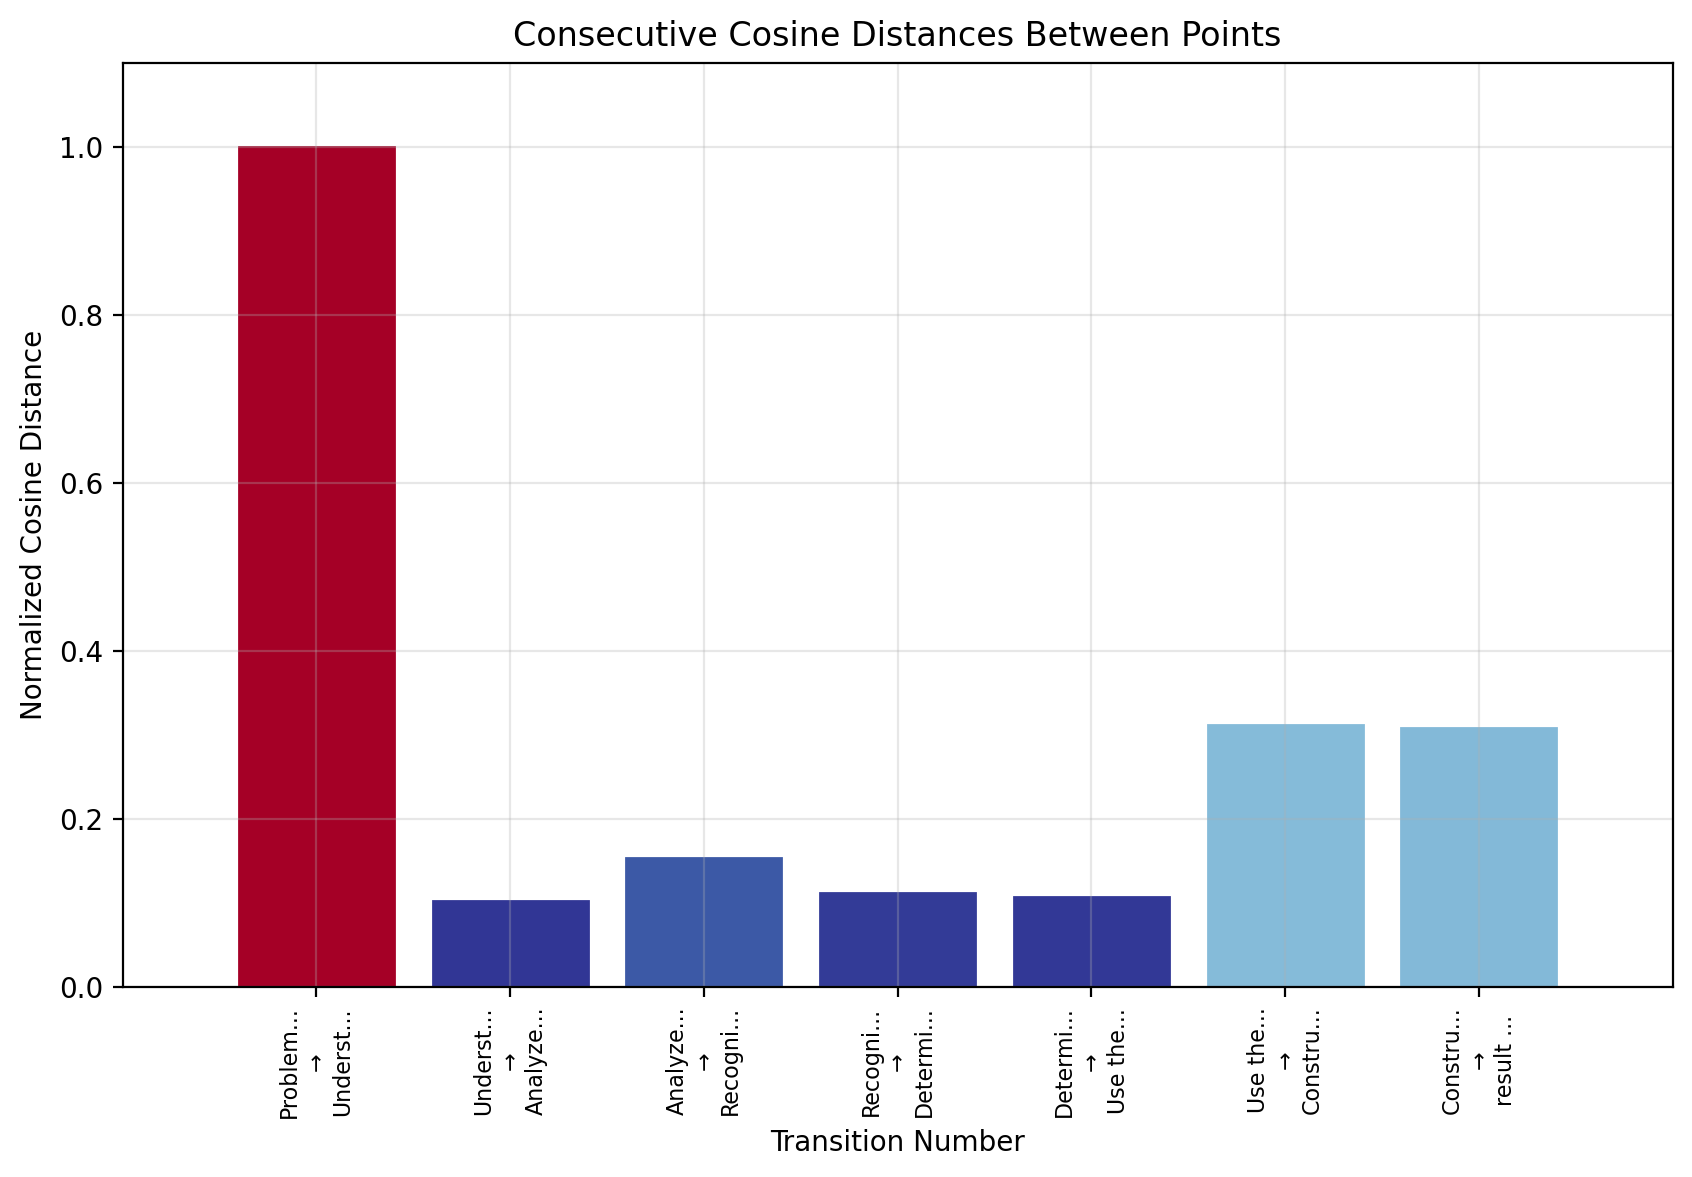 Consecutive Cosine Distances Between Points
Normalized Cosine Distance
1.0
0.8
0.6
0.4
0.2
0.0
Problem...
→
Underst...
Underst...
→
Analyze...
Analyze...
→
Recogni...
Recogni...
→
Determi...
Determi...
→
Use the...
Use the...
→
Constru...
Constru...
→
result ...
Transition Number